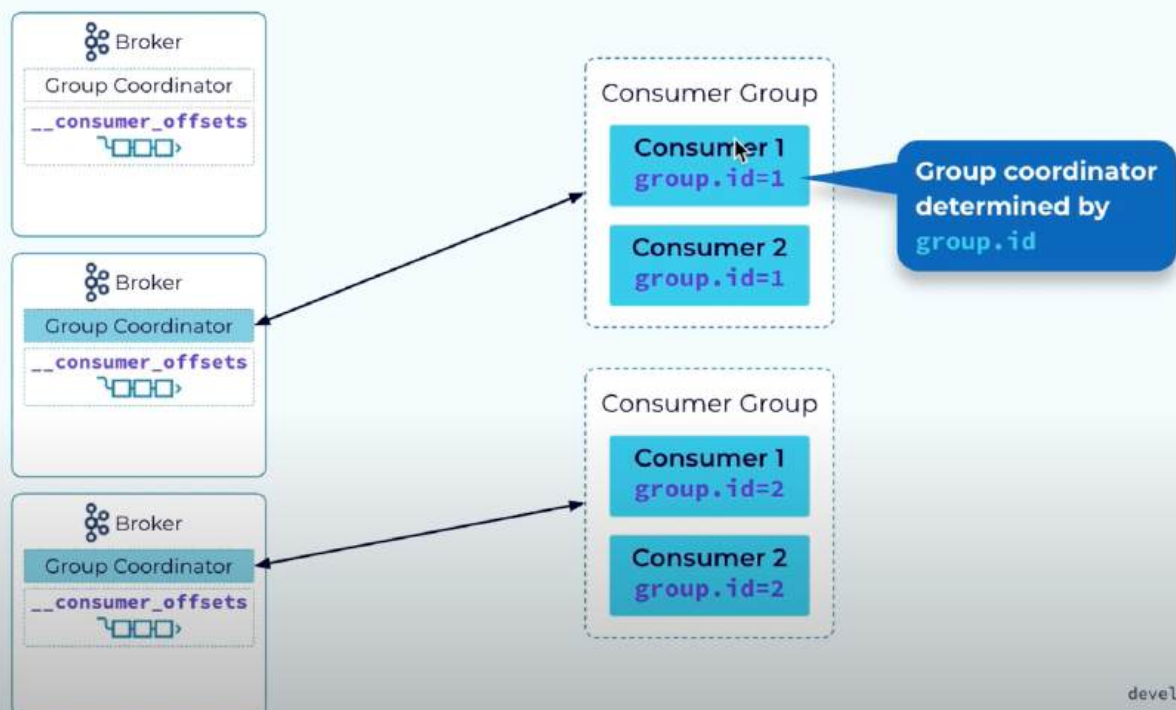 Broker
Group Coordinator
__consumer_offsets
Broker
Group Coordinator
__consumer_offsets
Broker
Group Coordinator
__consumer_offsets
Consumer Group
Consumer 1
group.id=1
Consumer 2
group.id=1
Group coordinator
determined by
group.id
Consumer Group
Consumer 1
group.id=2
Consumer 2
group.id=2
devel